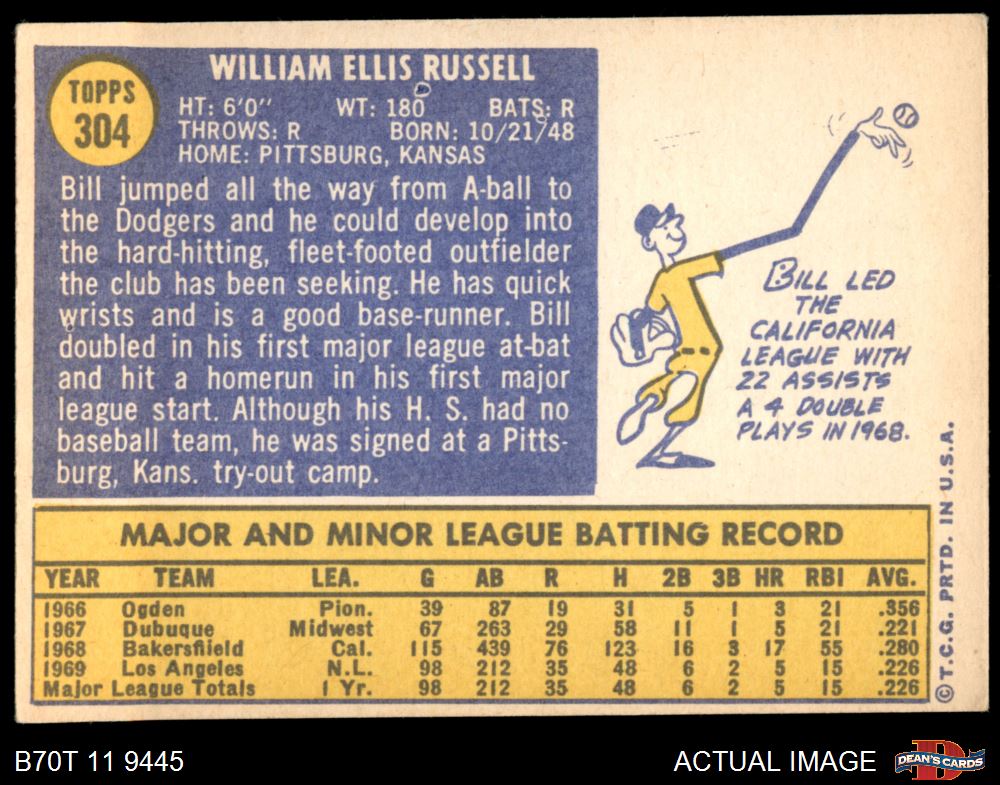 TOPPS
304
WILLIAM ELLIS RUSSELL
HT: 6'0" WT: 180 BATS: R
THROWS: R BORN: 10/21/48
HOME: PITTSBURG, KANSAS
Bill jumped all the way from A-ball to
the Dodgers and he could develop into
the hard-hitting, fleet-footed outfielder
the club has been seeking. He has quick
wrists and is a good base-runner. Bill
doubled in his first major league at-bat
and hit a homerun in his first major
league start. Although his H. S. had no
baseball team, he was signed at a Pitts-
burg, Kans. try-out camp.
BILL LED
THE
CALIFORNIA
LEAGUE WITH
22 ASSISTS
A 4 DOUBLE
PLAYS IN 1968.
MAJOR AND MINOR LEAGUE BATTING RECORD
YEAR TEAM LEA. G AB R H 2B 3B HR RBI AVG.
1966 Ogden Pion. 39 87 19 31 5 1 3 21 .356
1967 Dubuque Midwest 67 263 29 58 11 1 5 21 .221
1968 Bakersfield Cal. 115 439 76 123 16 3 17 55 .280
1969 Los Angeles N.L. 98 212 35 48 6 2 5 15 .226
Major League Totals 1 Yr. 98 212 35 48 6 2 5 15 .226
© T.C.G. PRTD. IN U.S.A.
B70T 11 9445
ACTUAL IMAGE
DEAN'S CARDS